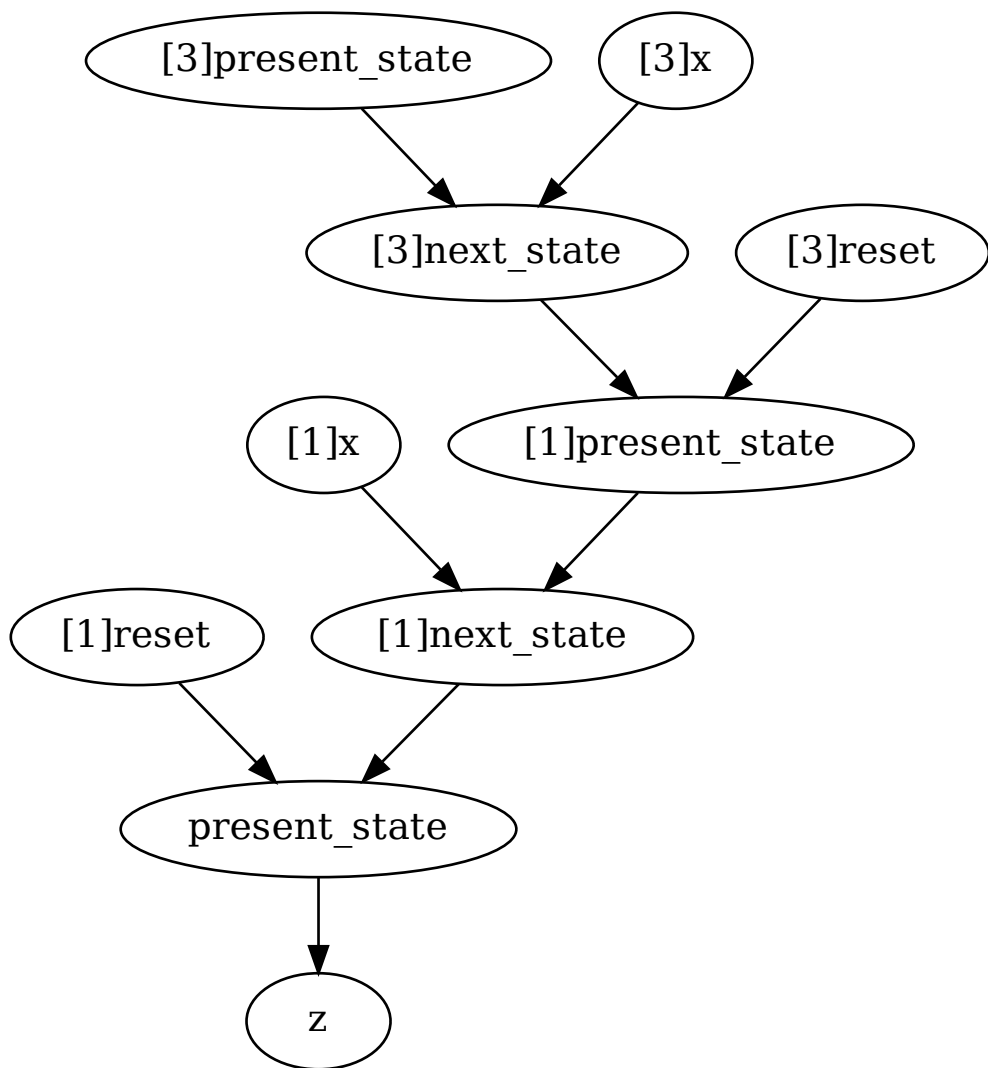 [3]present_state
[3]x
[3]next_state
[3]reset
[1]x
[1]present_state
[1]reset
[1]next_state
present_state
z